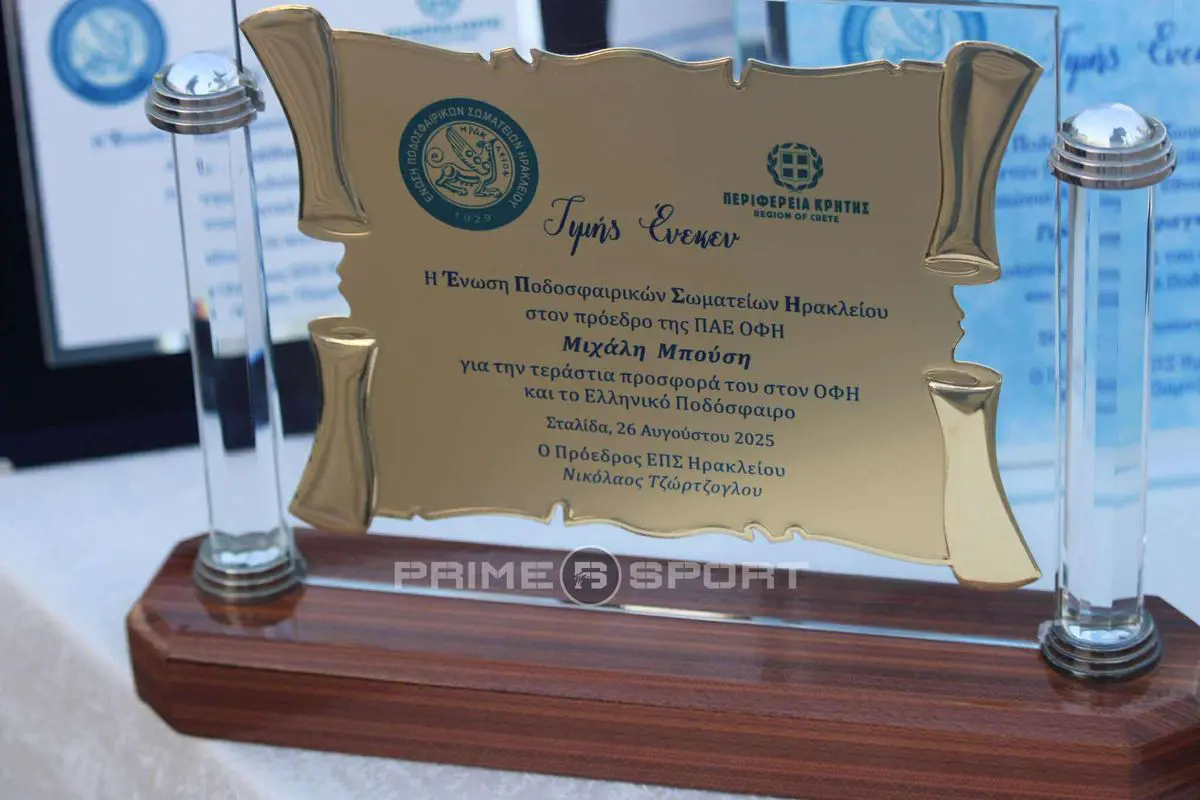 ΕΝΩΣΗ ΠΟΔΟΣΦΑΙΡΙΚΩΝ ΣΩΜΑΤΕΙΩΝ ΗΡΑΚΛΕΙΟΥ
ΗΡΑΚΛΕΙΟΥ
1929
ΠΕΡΙΦΕΡΕΙΑ ΚΡΗΤΗΣ
REGION OF CRETE
Τιμής Ένεκεν
Η Ένωση Ποδοσφαιρικών Σωματείων Ηρακλείου
στον πρόεδρο της ΠΑΕ ΟΦΗ
Μιχάλη Μπούση
για την τεράστια προσφορά του στον ΟΦΗ
και το Ελληνικό Ποδόσφαιρο
Σταλίδα, 26 Αυγούστου 2025
Ο Πρόεδρος ΕΠΣ Ηρακλείου
Νικόλαος Τζώρτζογλου
PRIME SPORT